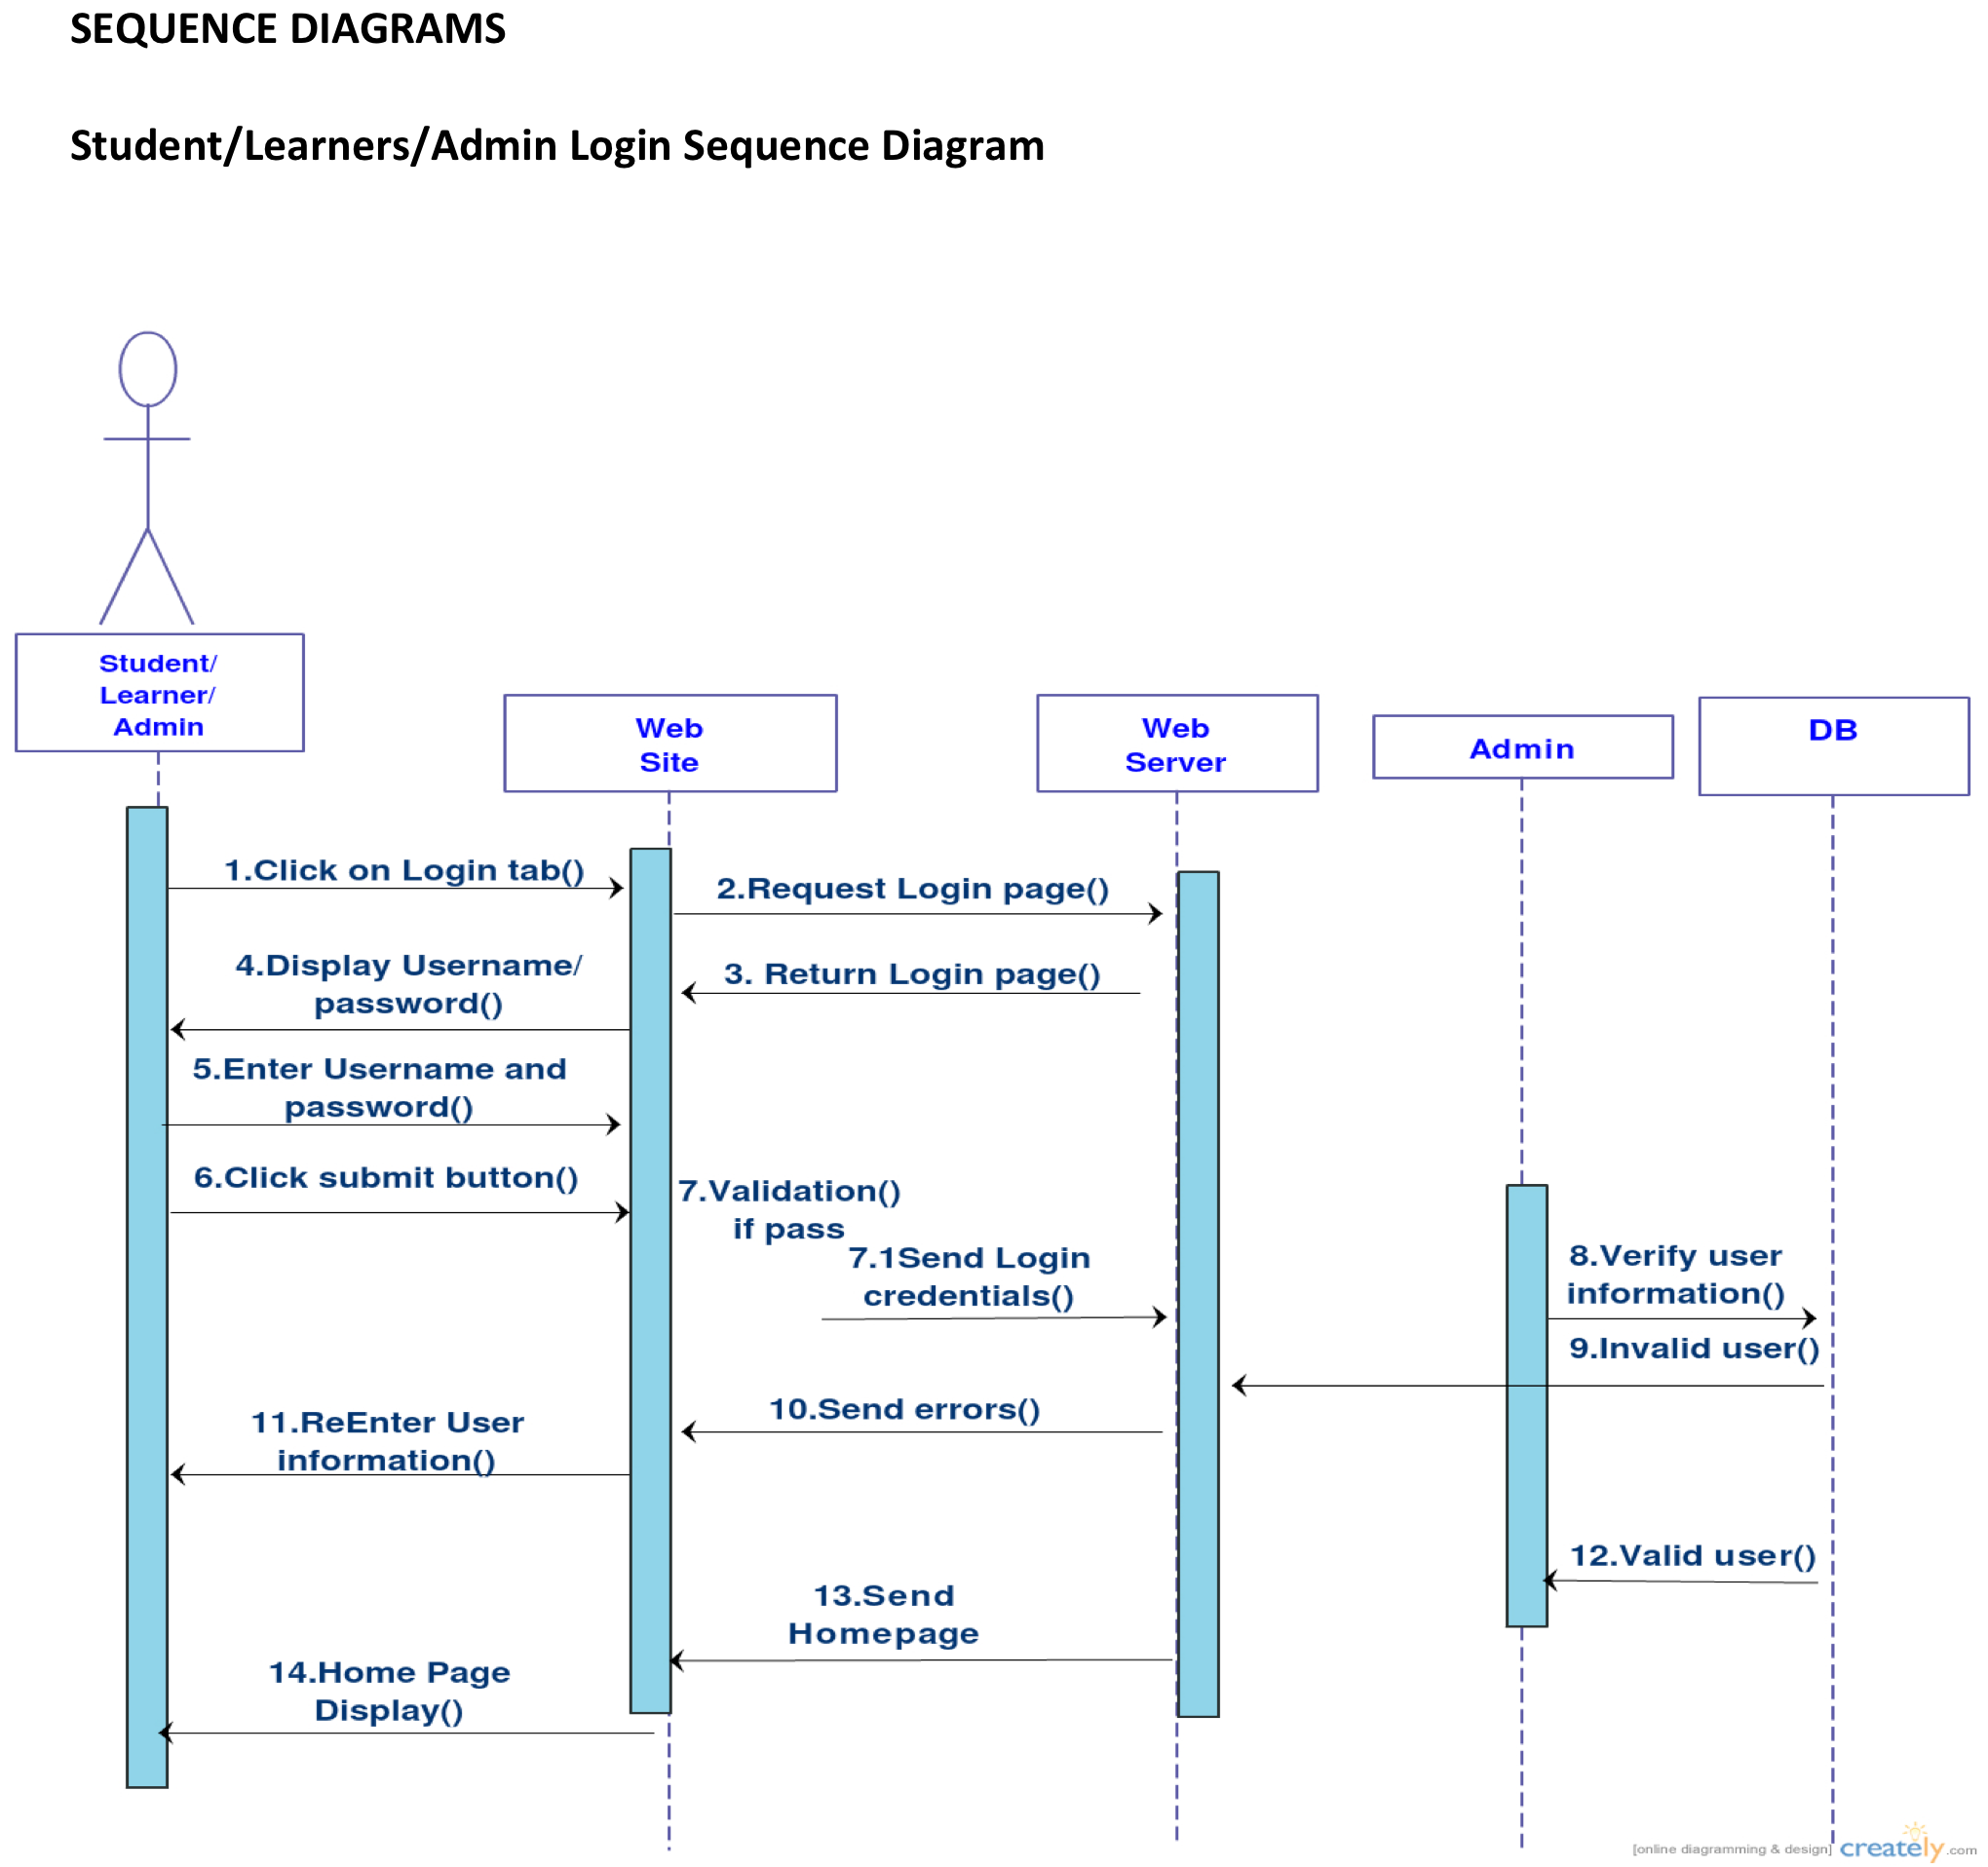 SEQUENCE DIAGRAMS
Student/Learners/Admin Login Sequence Diagram
Student/
Learner/
Admin
Web
Site
Web
Server
Admin
DB
1.Click on Login tab()
2.Request Login page()
3. Return Login page()
4.Display Username/
password()
5.Enter Username and
password()
6.Click submit button()
7.Validation()
if pass
7.1Send Login
credentials()
8.Verify user
information()
9.Invalid user()
10.Send errors()
11.ReEnter User
information()
12.Valid user()
13.Send
Homepage
14.Home Page
Display()
[online diagramming & design] creately.com